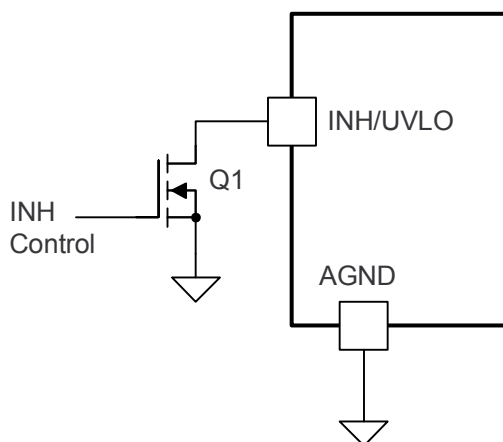 INH/UVLO
Q1
INH
Control
AGND